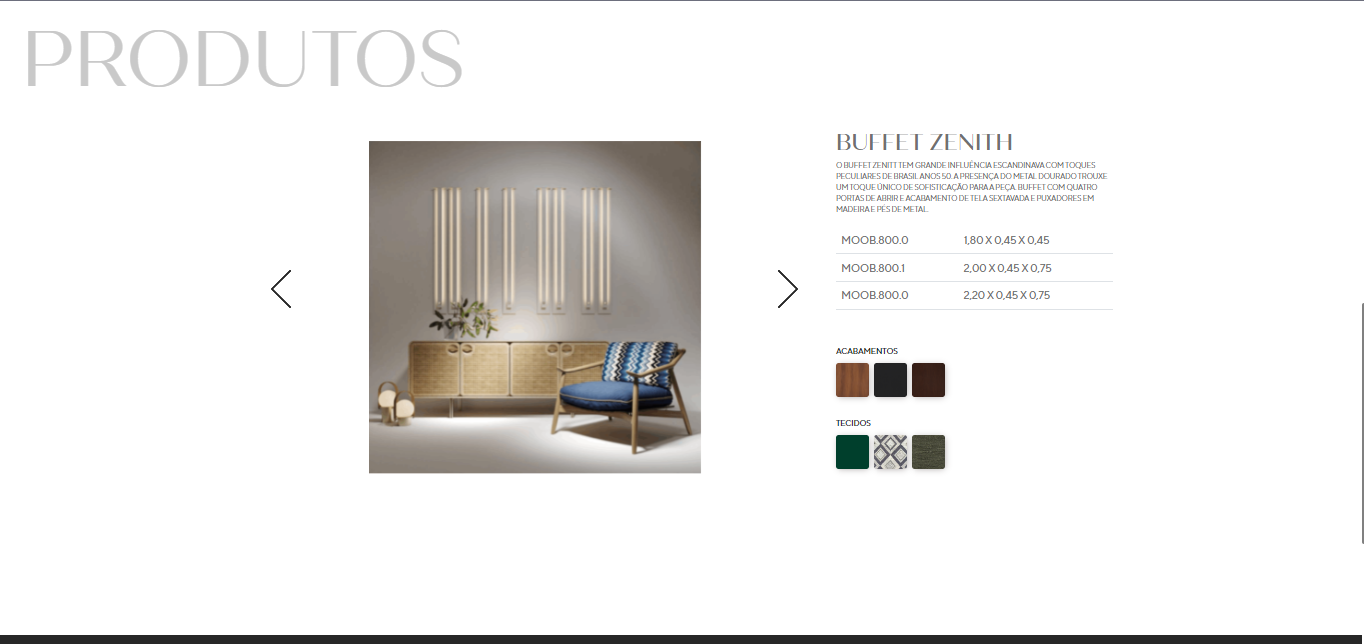 PRODUTOS
BUFFET ZENITH
O BUFFET ZENITT TEM GRANDE INFLUÊNCIA ESCANDINAVA COM TOQUES
PECULIARES DE BRASIL ANOS 50. A PRESENÇA DO METAL DOURADO TROUXE
UM TOQUE ÚNICO DE SOFISTICAÇÃO PARA A PEÇA. BUFFET COM QUATRO
PORTAS DE ABRIR E ACABAMENTO DE TELA SEXTAVADA E PUXADORES EM
MADEIRA E PÉS DE METAL.
MOOB.800.0 1,80 X 0,45 X 0,45
MOOB.800.1 2,00 X 0,45 X 0,75
MOOB.800.0 2,20 X 0,45 X 0,75
ACABAMENTOS
TECIDOS